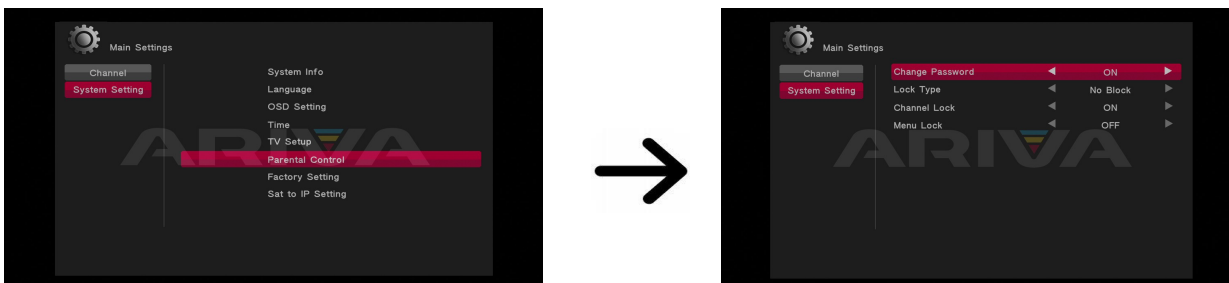 Main Settings
Channel
System Setting
System Info
Language
OSD Setting
Time
TV Setup
Parental Control
Factory Setting
Sat to IP Setting
ARIVA
Main Settings
Channel
System Setting
Change Password ON
Lock Type No Block
Channel Lock ON
Menu Lock OFF
ARIVA